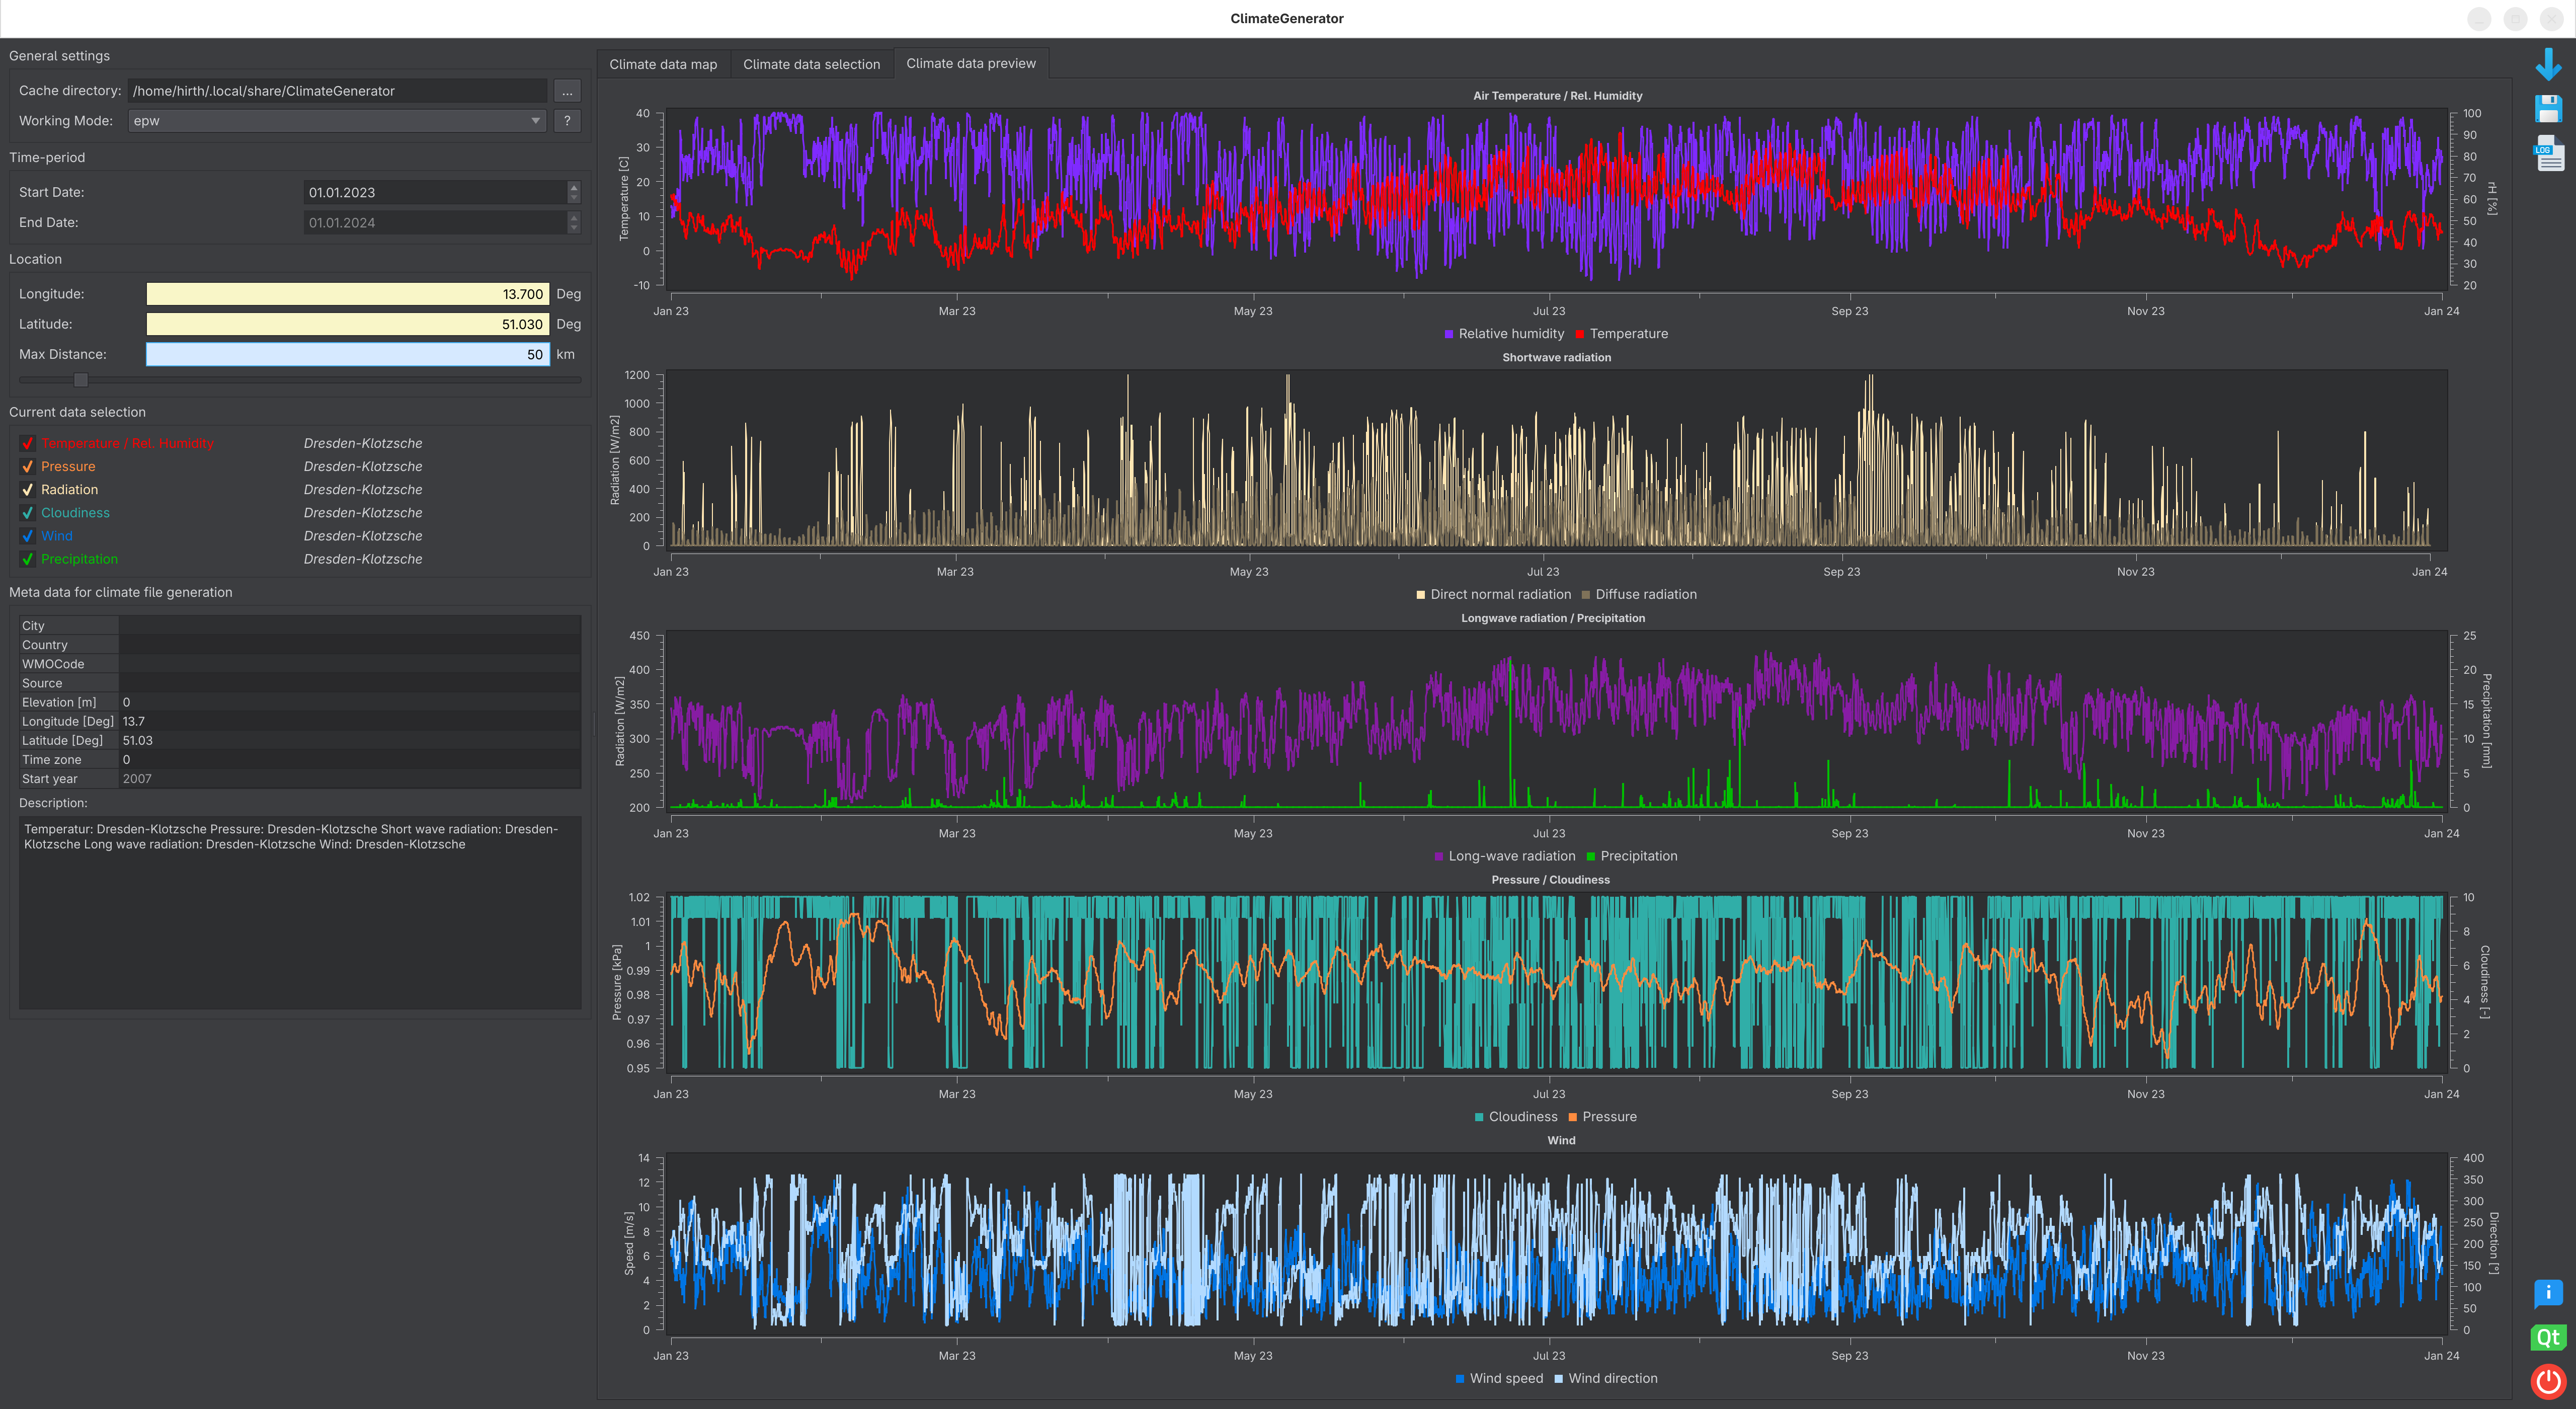 ClimateGenerator
General settings
Cache directory: /home/hirth/.local/share/ClimateGenerator ...
Working Mode: epw ?
Time-period
Start Date: 01.01.2023
End Date: 01.01.2024
Location
Longitude: 13.700 Deg
Latitude: 51.030 Deg
Max Distance: 50 km
Current data selection
Temperature / Rel. Humidity Dresden-Klotzsche
Pressure Dresden-Klotzsche
Radiation Dresden-Klotzsche
Cloudiness Dresden-Klotzsche
Wind Dresden-Klotzsche
Precipitation Dresden-Klotzsche
Meta data for climate file generation
City
Country
WMOCode
Source
Elevation [m] 0
Longitude [Deg] 13.7
Latitude [Deg] 51.03
Time zone 0
Start year 2007
Description:
Temperatur: Dresden-Klotzsche Pressure: Dresden-Klotzsche Short wave radiation: Dresden-
Klotzsche Long wave radiation: Dresden-Klotzsche Wind: Dresden-Klotzsche
Climate data map Climate data selection Climate data preview
Air Temperature / Rel. Humidity
Temperature [C]
40
30
20
10
0
-10
100
90
80
70
60
50
40
30
20
rH [%]
Jan 23 Mar 23 May 23 Jul 23 Sep 23 Nov 23 Jan 24
Relative humidity Temperature
Shortwave radiation
Radiation [W/m2]
1200
1000
800
600
400
200
0
Jan 23 Mar 23 May 23 Jul 23 Sep 23 Nov 23 Jan 24
Direct normal radiation Diffuse radiation
Longwave radiation / Precipitation
Radiation [W/m2]
450
400
350
300
250
200
25
20
15
10
5
0
Precipitation [mm]
Jan 23 Mar 23 May 23 Jul 23 Sep 23 Nov 23 Jan 24
Long-wave radiation Precipitation
Pressure / Cloudiness
Pressure [kPa]
1.02
1.01
1
0.99
0.98
0.97
0.96
0.95
10
8
6
4
2
0
Cloudiness [-]
Jan 23 Mar 23 May 23 Jul 23 Sep 23 Nov 23 Jan 24
Cloudiness Pressure
Wind
Speed [m/s]
14
12
10
8
6
4
2
0
400
350
300
250
200
150
100
50
0
Direction [°]
Jan 23 Mar 23 May 23 Jul 23 Sep 23 Nov 23 Jan 24
Wind speed Wind direction
LOG
i
Qt